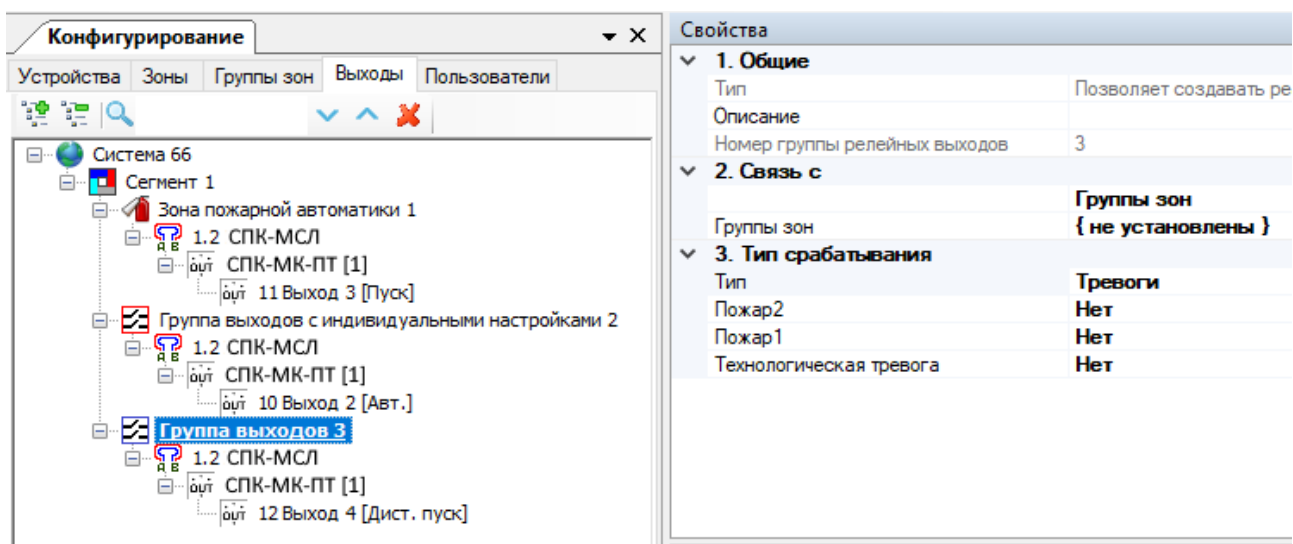 Конфигурирование
Устройства Зоны Группы зон Выходы Пользователи
Система 66
Сегмент 1
Зона пожарной автоматики 1
1.2 СПК-МСЛ
СПК-МК-ПТ [1]
11 Выход 3 [Пуск]
Группа выходов с индивидуальными настройками 2
1.2 СПК-МСЛ
СПК-МК-ПТ [1]
10 Выход 2 [Авт.]
Группа выходов 3
1.2 СПК-МСЛ
СПК-МК-ПТ [1]
12 Выход 4 [Дист. пуск]
Свойства
1. Общие
Тип Позволяет создавать ре
Описание
Номер группы релейных выходов 3
2. Связь с
Группы зон
Группы зон { не установлены }
3. Тип срабатывания
Тип Тревоги
Пожар2 Нет
Пожар1 Нет
Технологическая тревога Нет